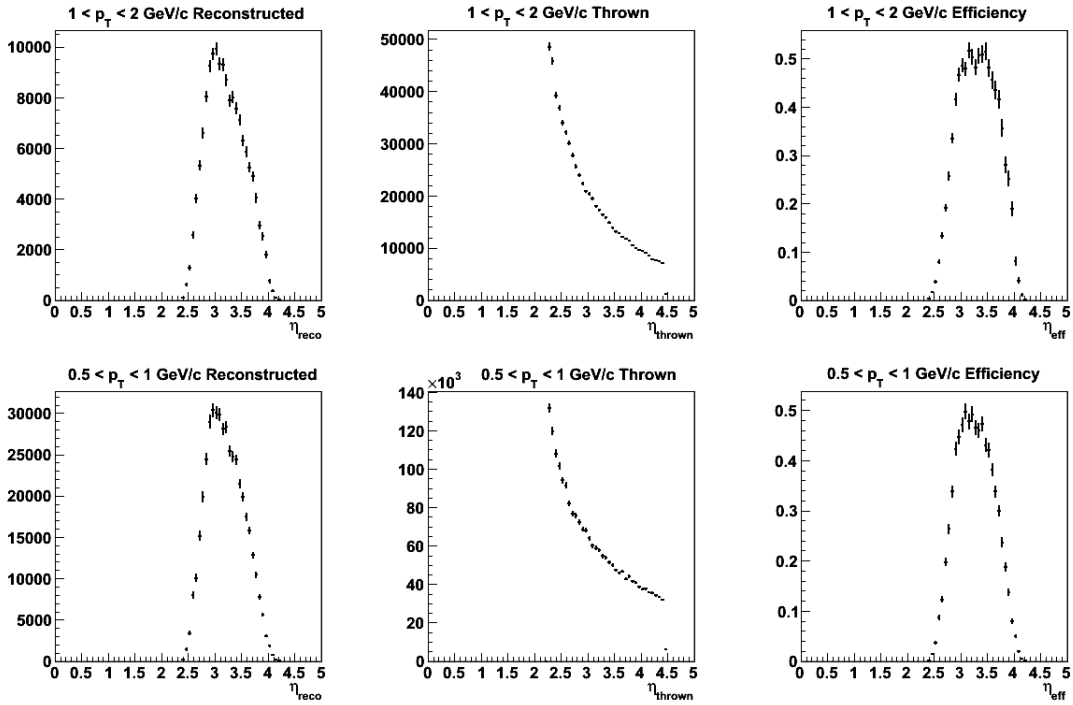 1 < p_T < 2 GeV/c Reconstructed
10000
8000
6000
4000
2000
0
0 0.5 1 1.5 2 2.5 3 3.5 4 4.5 5
η_reco
1 < p_T < 2 GeV/c Thrown
50000
40000
30000
20000
10000
0
0 0.5 1 1.5 2 2.5 3 3.5 4 4.5 5
η_thrown
1 < p_T < 2 GeV/c Efficiency
0.5
0.4
0.3
0.2
0.1
0
0 0.5 1 1.5 2 2.5 3 3.5 4 4.5 5
η_eff
0.5 < p_T < 1 GeV/c Reconstructed
30000
25000
20000
15000
10000
5000
0
0 0.5 1 1.5 2 2.5 3 3.5 4 4.5 5
η_reco
0.5 < p_T < 1 GeV/c Thrown
×10³
140
120
100
80
60
40
20
0
0 0.5 1 1.5 2 2.5 3 3.5 4 4.5 5
η_thrown
0.5 < p_T < 1 GeV/c Efficiency
0.5
0.4
0.3
0.2
0.1
0
0 0.5 1 1.5 2 2.5 3 3.5 4 4.5 5
η_eff